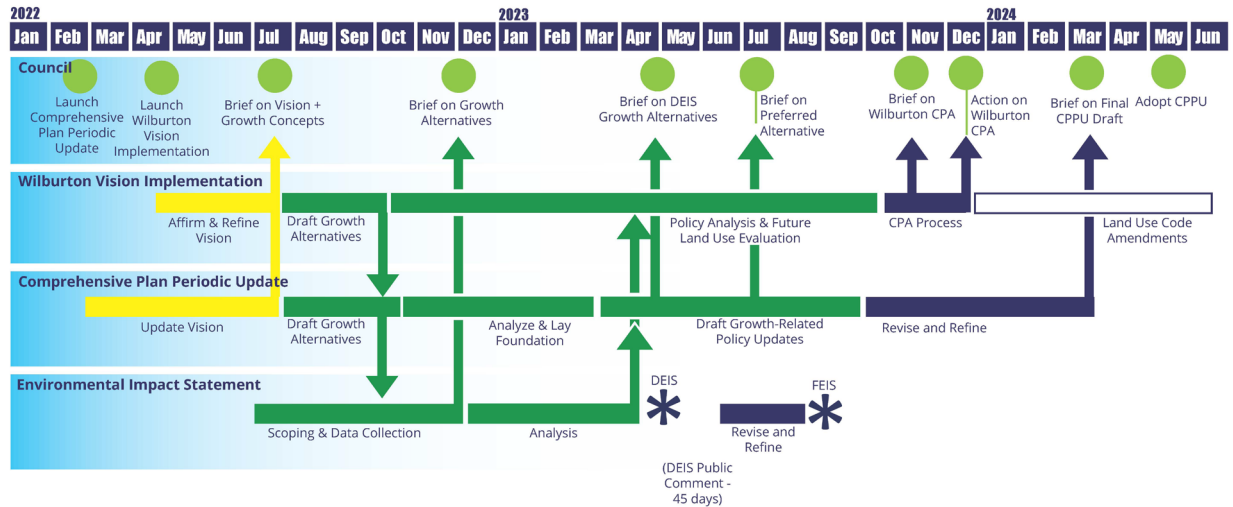 2022 2023 2024
Jan Feb Mar Apr May Jun Jul Aug Sep Oct Nov Dec Jan Feb Mar Apr May Jun Jul Aug Sep Oct Nov Dec Jan Feb Mar Apr May Jun
Council
Launch
Comprehensive
Plan Periodic
Update
Launch
Wilburton
Vision
Implementation
Brief on Vision +
Growth Concepts
Brief on Growth
Alternatives
Brief on DEIS
Growth Alternatives
Brief on
Preferred
Alternative
Brief on
Wilburton CPA
Action on
Wilburton
CPA
Brief on Final
CPPU Draft
Adopt CPPU
Wilburton Vision Implementation
Affirm & Refine
Vision
Draft Growth
Alternatives
Policy Analysis & Future
Land Use Evaluation
CPA Process
Land Use Code
Amendments
Comprehensive Plan Periodic Update
Update Vision
Draft Growth
Alternatives
Analyze & Lay
Foundation
Draft Growth-Related
Policy Updates
Revise and Refine
Environmental Impact Statement
Scoping & Data Collection
Analysis
DEIS
FEIS
Revise and
Refine
(DEIS Public
Comment -
45 days)